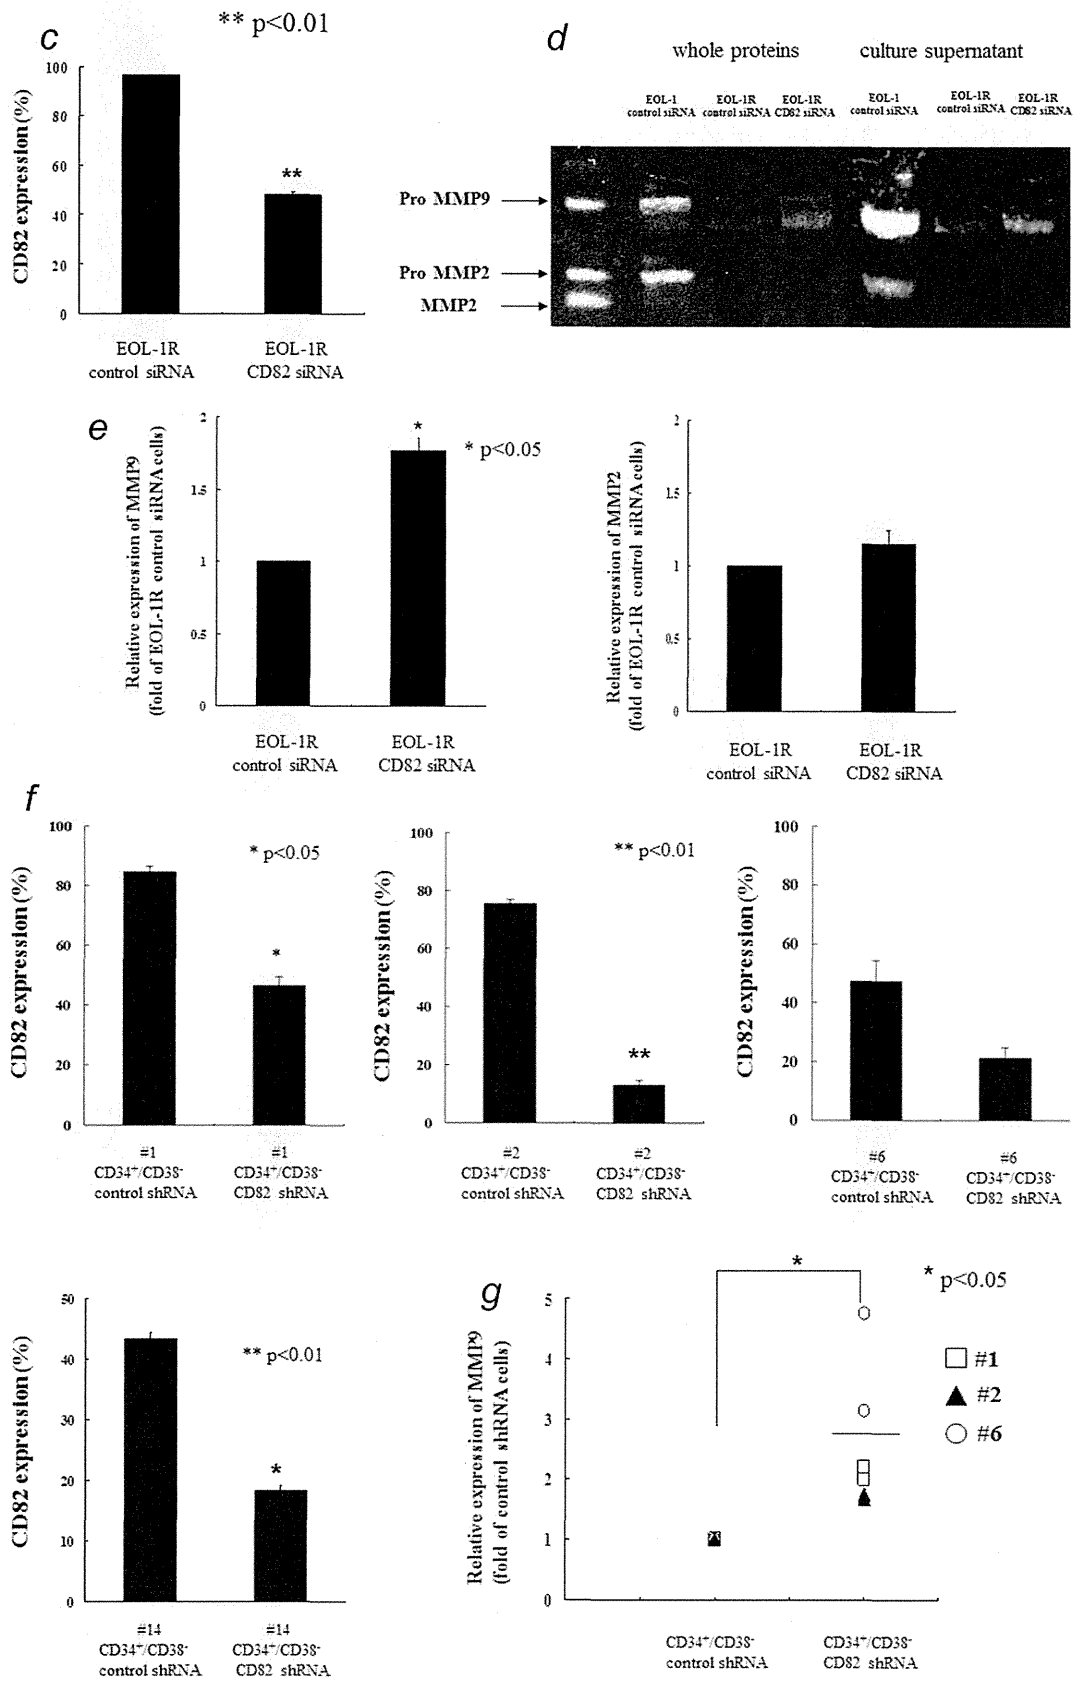 c
** p<0.01
100
80
60
40
20
0
CD82 expression (%)
**
EOL-1R
control siRNA
EOL-1R
CD82 siRNA
d
whole proteins
culture supernatant
EOL-1
control siRNA
EOL-1R
control siRNA
EOL-1R
CD82 siRNA
EOL-1
control siRNA
EOL-1R
control siRNA
EOL-1R
CD82 siRNA
Pro MMP9
Pro MMP2
MMP2
e
Relative expression of MMP9
(fold of EOL-1R control siRNA cells)
2
1.5
1
0.5
0
*
* p<0.05
EOL-1R
control siRNA
EOL-1R
CD82 siRNA
Relative expression of MMP2
(fold of EOL-1R control siRNA cells)
2
1.5
1
0.5
0
EOL-1R
control siRNA
EOL-1R
CD82 siRNA
f
CD82 expression (%)
100
80
60
40
20
0
* p<0.05
*
#1
CD34+/CD38-
control shRNA
#1
CD34+/CD38-
CD82 shRNA
CD82 expression (%)
100
80
60
40
20
0
** p<0.01
**
#2
CD34+/CD38-
control shRNA
#2
CD34+/CD38-
CD82 shRNA
CD82 expression (%)
100
80
60
40
20
0
#6
CD34+/CD38-
control shRNA
#6
CD34+/CD38-
CD82 shRNA
CD82 expression (%)
50
40
30
20
10
0
** p<0.01
*
#14
CD34+/CD38-
control shRNA
#14
CD34+/CD38-
CD82 shRNA
g
Relative expression of MMP9
(fold of control shRNA cells)
5
4
3
2
1
0
*
* p<0.05
#1
#2
#6
CD34+/CD38-
control shRNA
CD34+/CD38-
CD82 shRNA